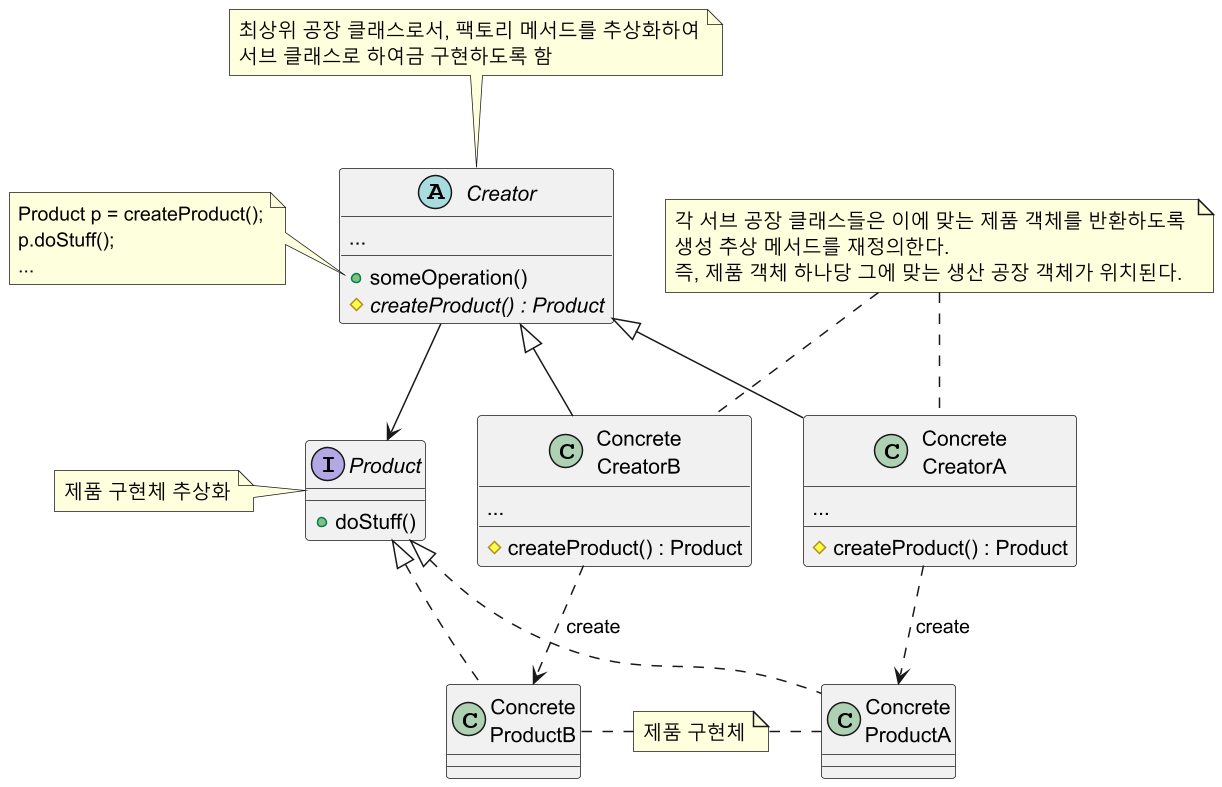 최상위 공장 클래스로서, 팩토리 메서드를 추상화하여
서브 클래스로 하여금 구현하도록 함
A Creator
...
someOperation()
createProduct() : Product
Product p = createProduct();
p.doStuff();
...
각 서브 공장 클래스들은 이에 맞는 제품 객체를 반환하도록
생성 추상 메서드를 재정의한다.
즉, 제품 객체 하나당 그에 맞는 생산 공장 객체가 위치된다.
I Product
doStuff()
제품 구현체 추상화
C Concrete
CreatorB
...
createProduct() : Product
C Concrete
CreatorA
...
createProduct() : Product
create
create
C Concrete
ProductB
제품 구현체
C Concrete
ProductA